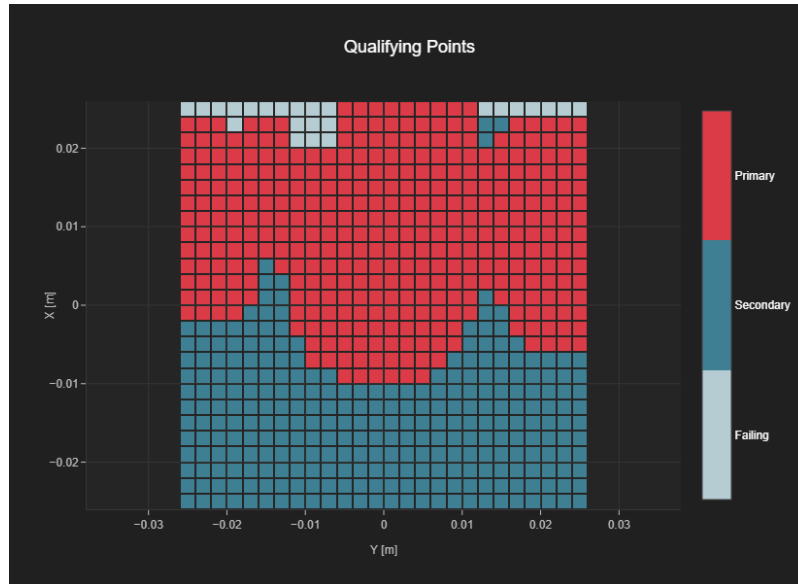 Qualifying Points
0.02
0.01
0
−0.01
−0.02
X [m]
−0.03
−0.02
−0.01
0
0.01
0.02
0.03
Y [m]
Primary
Secondary
Failing